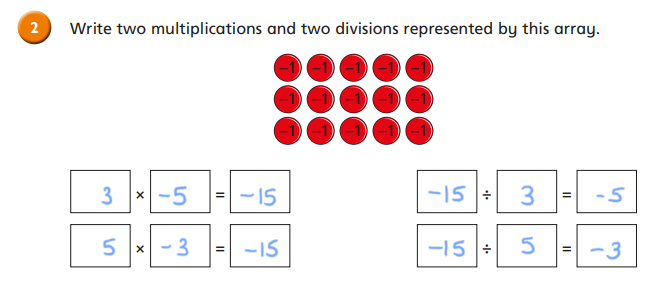 2 Write two multiplications and two divisions represented by this array.
-1 -1 -1 -1 -1
-1 -1 -1 -1 -1
-1 -1 -1 -1 -1
3 × -5 = -15 -15 ÷ 3 = -5
5 × -3 = -15 -15 ÷ 5 = -3